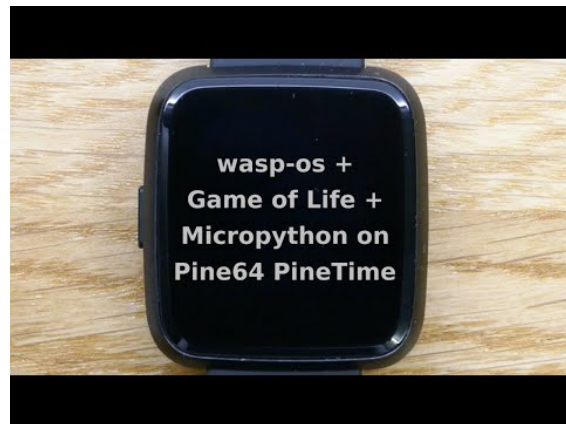 wasp-os +
Game of Life +
Micropython on
Pine64 PineTime